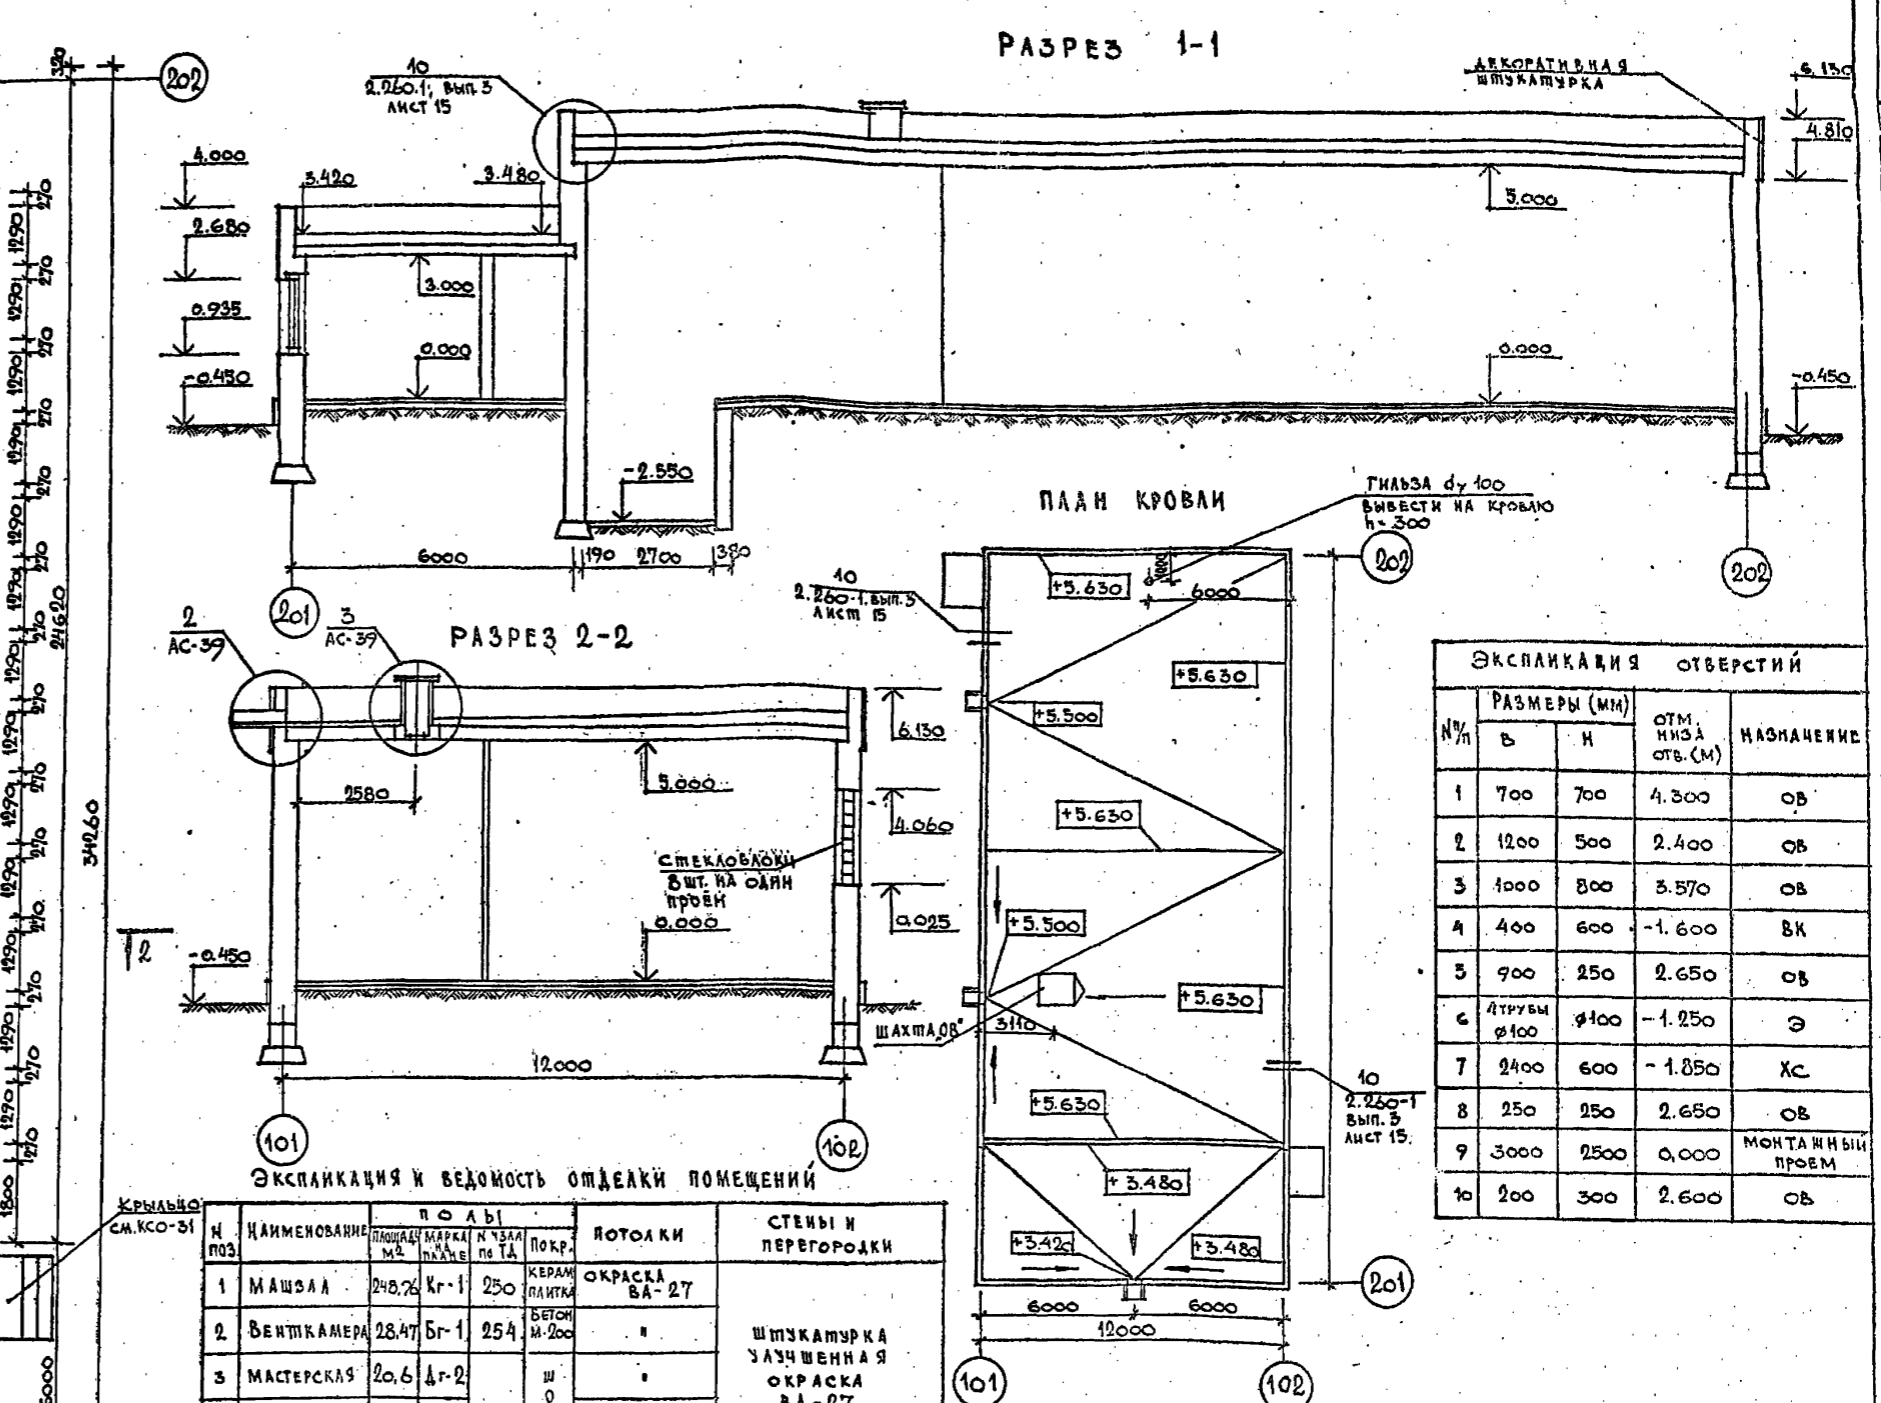 РАЗРЕЗ 1-1
202
10
2.260.1; ВЫП 3
ЛИСТ 15
ДЕКОРАТИВНАЯ
ШТУКАТУРКА
6.130
4.810
4.000
3.420
3.480
2.680
5.000
3.000
0.935
0.000
0.000
-0.450
-0.450
-2.550
6000
190
2700
380
201
202
320
1290
270
24620
34260
1800
6000
2
РАЗРЕЗ 2-2
2
АС-39
3
АС-39
6.130
5.000
2580
4.060
СТЕКЛОБЛОКИ
8 ШТ. НА ОДИН
ПРОЕМ
0.000
0.025
-0.450
12000
101
102
ПЛАН КРОВЛИ
ГИЛЬЗА dу 100
ВЫВЕСТИ НА КРОВЛЮ
h=300
202
10
2.260-1. ВЫП.3
ЛИСТ 15
+5.630
1000
6000
+5.630
+5.500
+5.630
+5.500
+5.630
ШАХТА „ОВ"
3110
10
2.260-1
ВЫП. 3
ЛИСТ 15.
+5.630
+3.480
+3.420
+3.480
201
6000
6000
12000
101
102
ЭКСПЛИКАЦИЯ ОТВЕРСТИЙ
N п/п РАЗМЕРЫ (ММ) ОТМ. НИЗА ОТВ. (М) НАЗНАЧЕНИЕ
В Н
1 700 700 4.300 ОВ
2 1200 500 2.400 ОВ
3 1000 800 3.570 ОВ
4 400 600 -1.600 ВК
5 900 250 2.650 ОВ
6 4 ТРУБЫ ø100 ø100 -1.250 Э
7 2400 600 -1.850 ХС
8 250 250 2.650 ОВ
9 3000 2500 0,000 МОНТАЖНЫЙ ПРОЕМ
10 200 300 2.600 ОВ
КРЫЛЬЦО
СМ.КСО-31
ЭКСПЛИКАЦИЯ И ВЕДОМОСТЬ ОТДЕЛКИ ПОМЕЩЕНИЙ
N ПОЗ. НАИМЕНОВАНИЕ ПОЛЫ ПОТОЛКИ СТЕНЫ И ПЕРЕГОРОДКИ
ПЛОЩАДЬ М2 МАРКА НА ПЛАНЕ N УЗЛА ПО ТД ПОКР.
1 МАШЗАЛ 248,76 Кг-1 250 КЕРАМ ПЛИТКА ОКРАСКА ВА-27
2 ВЕНТКАМЕРА 28.47 Бг-1 254 БЕТОН М-200 "
3 МАСТЕРСКАЯ 20,6 Дг-2 "
ШТУКАТУРКА
УЛУЧШЕННАЯ
ОКРАСКА
ВА-27